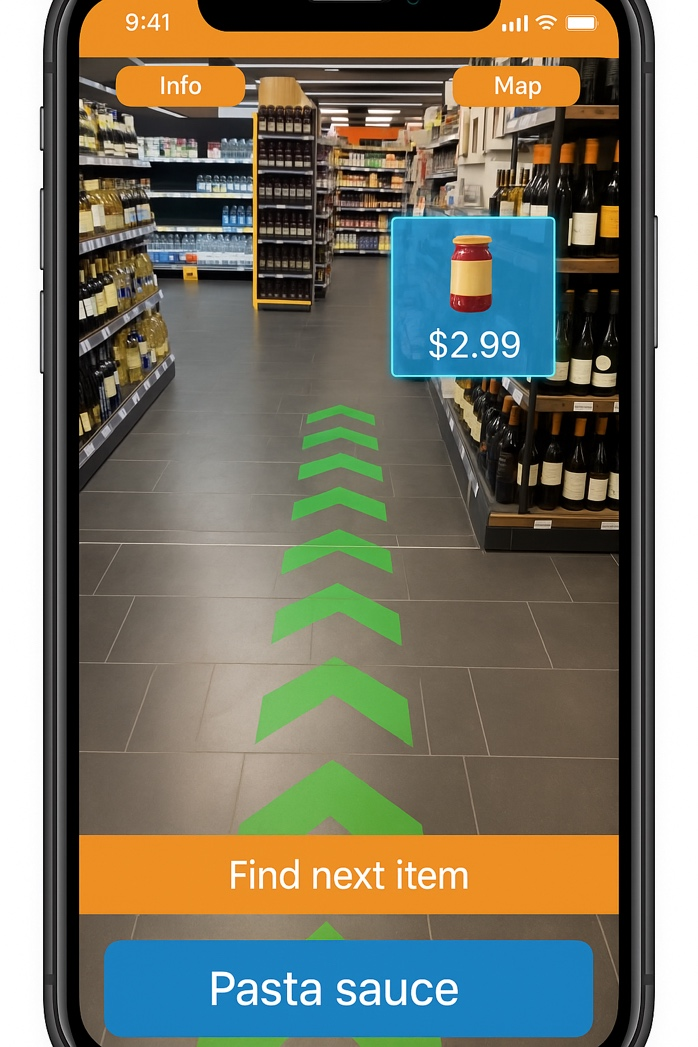 9:41
Info
Map
$2.99
Find next item
Pasta sauce